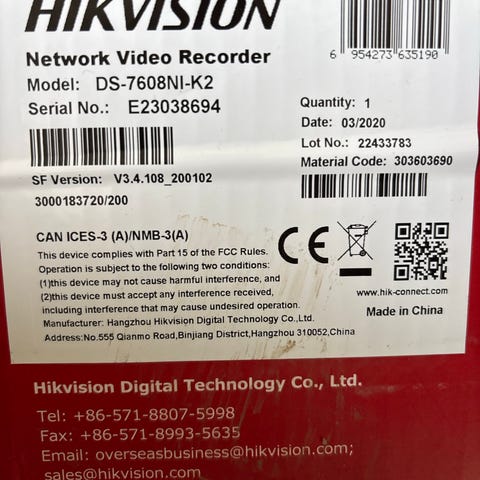 HIKVISION
6 954273 635190
Network Video Recorder
Model: DS-7608NI-K2
Serial No.: E23038694
Quantity: 1
Date: 03/2020
Lot No.: 22433783
Material Code: 303603690
SF Version: V3.4.108_200102
3000183720/200
CAN ICES-3 (A)/NMB-3(A)
This device complies with Part 15 of the FCC Rules.
Operation is subject to the following two conditions:
(1)this device may not cause harmful interference, and
(2)this device must accept any interference received,
including interference that may cause undesired operation.
Manufacturer: Hangzhou Hikvision Digital Technology Co.,Ltd.
Address:No.555 Qianmo Road,Binjiang District,Hangzhou 310052,China
CE
www.hik-connect.com
Made in China
Hikvision Digital Technology Co., Ltd.
Tel: +86-571-8807-5998
Fax: +86-571-8993-5635
Email: overseasbusiness@hikvision.com;
sales@hikvision.com